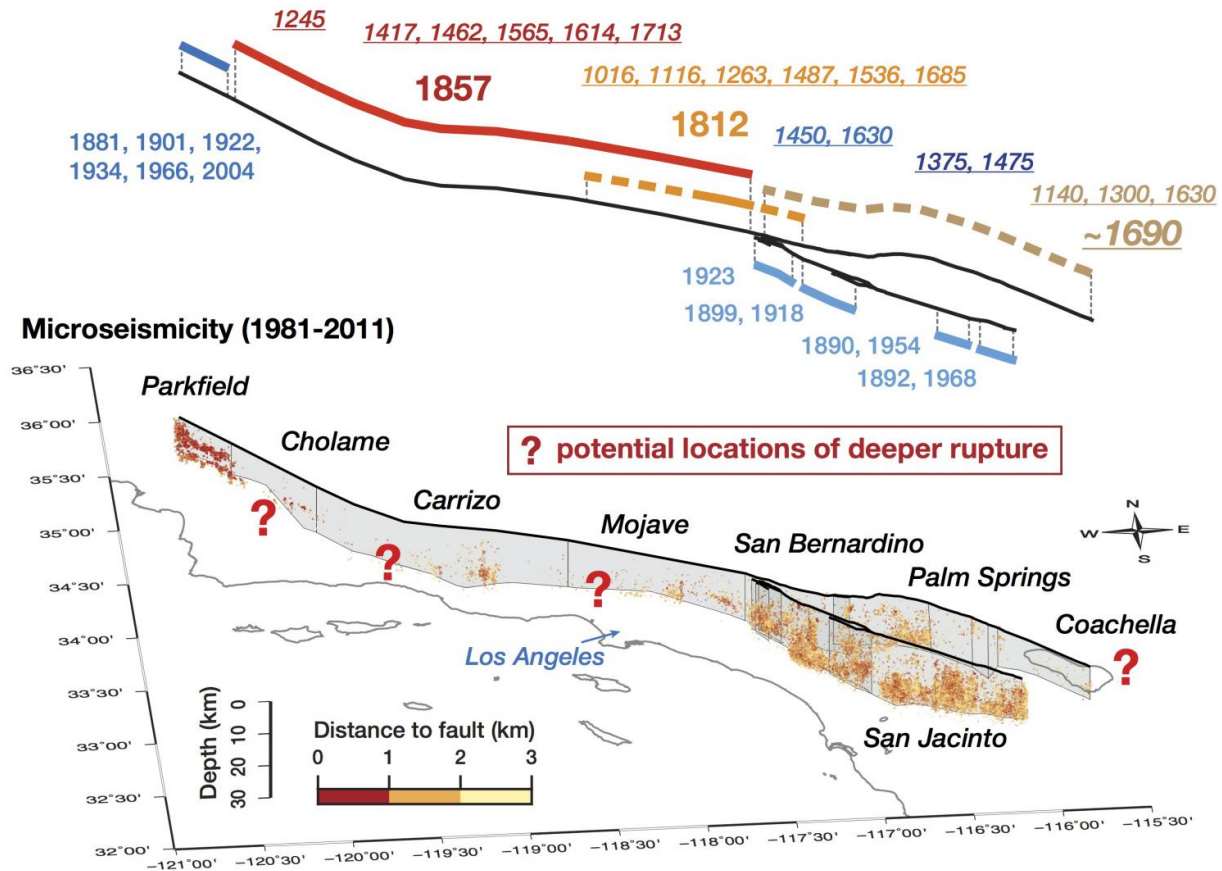 1245
1417, 1462, 1565, 1614, 1713
1857
1016, 1116, 1263, 1487, 1536, 1685
1812
1450, 1630
1375, 1475
1140, 1300, 1630
~1690
1881, 1901, 1922,
1934, 1966, 2004
1923
1899, 1918
1890, 1954
1892, 1968
Microseismicity (1981-2011)
Parkfield
Cholame
Carrizo
Mojave
San Bernardino
Palm Springs
Coachella
San Jacinto
? potential locations of deeper rupture
?
?
?
?
Los Angeles
N
W E
S
36°30'
36°00'
35°30'
35°00'
34°30'
34°00'
33°30'
33°00'
32°30'
32°00'
Depth (km)
0
10
20
30
Distance to fault (km)
0 1 2 3
−121°00' −120°30' −120°00' −119°30' −119°00' −118°30' −118°00' −117°30' −117°00' −116°30' −116°00' −115°30'